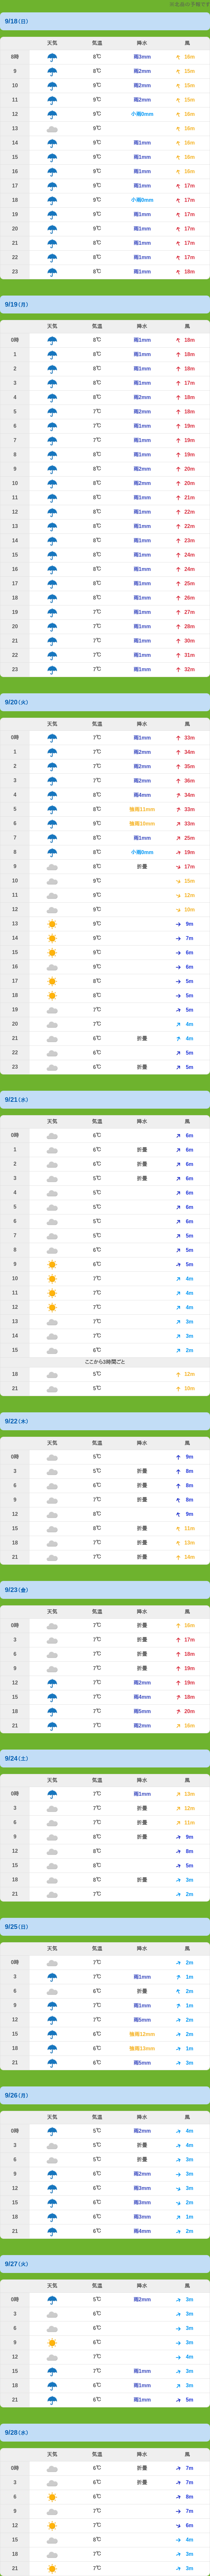 の名倉の予報です
9/18(日)
天気 気温 降水 風
8時 8℃ 雨3mm 16m
9 8℃ 雨2mm 15m
10 8℃ 雨2mm 15m
11 8℃ 雨2mm 15m
12 9℃ 小雨0mm 16m
13 9℃ 16m
14 8℃ 雨1mm 16m
15 8℃ 雨1mm 16m
16 8℃ 雨1mm 16m
17 8℃ 雨1mm 17m
18 8℃ 小雨0mm 17m
19 8℃ 雨1mm 17m
20 8℃ 雨1mm 17m
21 8℃ 雨1mm 17m
22 8℃ 雨1mm 17m
23 8℃ 雨1mm 18m
9/19(月)
天気 気温 降水 風
0時 8℃ 雨1mm 18m
1 8℃ 雨1mm 18m
2 8℃ 雨1mm 18m
3 8℃ 雨1mm 17m
4 8℃ 雨2mm 18m
5 7℃ 雨2mm 18m
6 7℃ 雨1mm 19m
7 7℃ 雨1mm 19m
8 8℃ 雨1mm 19m
9 8℃ 雨2mm 20m
10 8℃ 雨2mm 20m
11 8℃ 雨1mm 21m
12 8℃ 雨1mm 22m
13 8℃ 雨1mm 22m
14 8℃ 雨1mm 23m
15 8℃ 雨1mm 24m
16 8℃ 雨1mm 24m
17 8℃ 雨1mm 25m
18 8℃ 雨1mm 26m
19 7℃ 雨1mm 27m
20 7℃ 雨1mm 28m
21 7℃ 雨1mm 30m
22 7℃ 雨1mm 31m
23 7℃ 雨1mm 32m
9/20(火)
天気 気温 降水 風
0時 7℃ 雨1mm 33m
1 7℃ 雨2mm 34m
2 7℃ 雨2mm 35m
3 7℃ 雨2mm 36m
4 8℃ 雨4mm 34m
5 8℃ 強雨11mm 33m
6 9℃ 強雨10mm 33m
7 8℃ 雨1mm 25m
8 8℃ 小雨0mm 19m
9 8℃ 折畳 17m
10 9℃ 15m
11 9℃ 12m
12 9℃ 10m
13 9℃ 9m
14 9℃ 7m
15 9℃ 6m
16 9℃ 6m
17 8℃ 5m
18 8℃ 5m
19 7℃ 5m
20 7℃ 4m
21 6℃ 折畳 4m
22 6℃ 5m
23 6℃ 折畳 5m
9/21(水)
天気 気温 降水 風
0時 6℃ 6m
1 6℃ 折畳 6m
2 6℃ 折畳 6m
3 5℃ 折畳 6m
4 5℃ 6m
5 5℃ 6m
6 5℃ 6m
7 5℃ 5m
8 6℃ 5m
9 6℃ 5m
10 7℃ 4m
11 7℃ 4m
12 7℃ 4m
13 7℃ 3m
14 7℃ 3m
15 6℃ 2m
ここから3時間ごと
18 5℃ 12m
21 5℃ 10m
9/22(木)
天気 気温 降水 風
0時 5℃ 9m
3 5℃ 折畳 8m
6 6℃ 折畳 8m
9 7℃ 折畳 8m
12 8℃ 9m
15 8℃ 折畳 11m
18 7℃ 折畳 13m
21 7℃ 折畳 14m
9/23(金)
天気 気温 降水 風
0時 7℃ 折畳 16m
3 7℃ 折畳 17m
6 7℃ 折畳 18m
9 7℃ 折畳 19m
12 7℃ 雨2mm 19m
15 7℃ 雨4mm 18m
18 7℃ 雨5mm 20m
21 7℃ 雨2mm 16m
9/24(土)
天気 気温 降水 風
0時 7℃ 雨1mm 13m
3 7℃ 折畳 12m
6 7℃ 折畳 11m
9 8℃ 折畳 9m
12 8℃ 8m
15 8℃ 5m
18 8℃ 折畳 3m
21 7℃ 2m
9/25(日)
天気 気温 降水 風
0時 7℃ 2m
3 7℃ 雨1mm 1m
6 6℃ 折畳 2m
9 7℃ 雨1mm 1m
12 7℃ 雨5mm 2m
15 6℃ 強雨12mm 2m
18 6℃ 強雨13mm 1m
21 6℃ 雨5mm 3m
9/26(月)
天気 気温 降水 風
0時 5℃ 雨2mm 4m
3 5℃ 折畳 4m
6 5℃ 折畳 3m
9 6℃ 雨2mm 3m
12 6℃ 雨3mm 3m
15 6℃ 雨3mm 2m
18 6℃ 雨3mm 1m
21 6℃ 雨4mm 2m
9/27(火)
天気 気温 降水 風
0時 5℃ 雨2mm 3m
3 6℃ 3m
6 6℃ 3m
9 6℃ 3m
12 7℃ 4m
15 7℃ 雨1mm 3m
18 6℃ 雨1mm 3m
21 6℃ 雨1mm 5m
9/28(水)
天気 気温 降水 風
0時 6℃ 折畳 7m
3 6℃ 折畳 7m
6 6℃ 8m
9 7℃ 7m
12 7℃ 6m
15 8℃ 4m
18 7℃ 3m
21 7℃ 3m